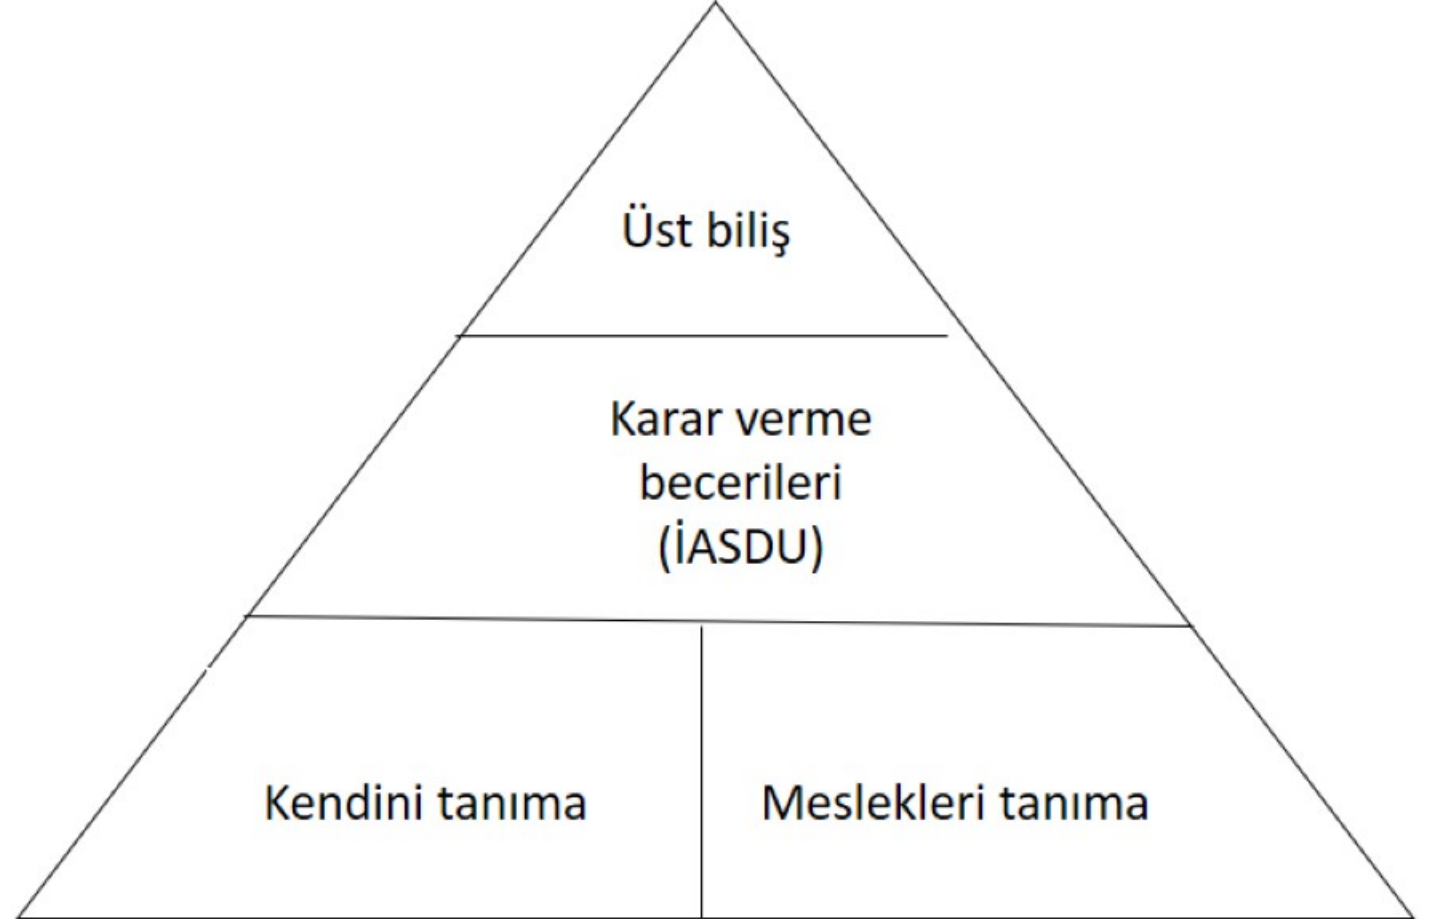 Üst biliş
Karar verme
becerileri
(İASDU)
Kendini tanıma
Meslekleri tanıma